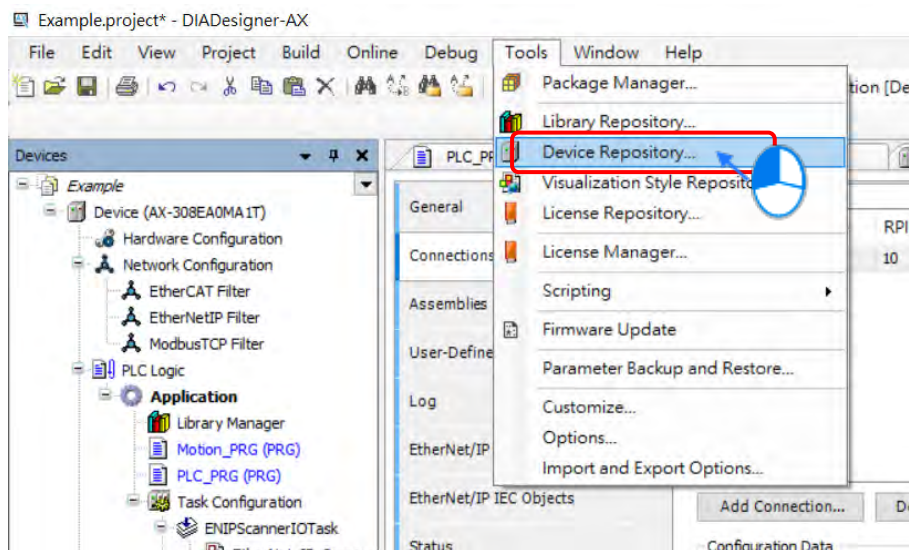 Example.project* - DIADesigner-AX
File Edit View Project Build Online Debug Tools Window Help
Package Manager...
tion [De
Library Repository...
Devices
PLC_PR
Device Repository...
Example
Visualization Style Reposito
Device (AX-308EA0MA1T)
General
License Repository...
RPI
Hardware Configuration
Connections
License Manager...
10
Network Configuration
EtherCAT Filter
Assemblies
Scripting
EtherNetIP Filter
Firmware Update
ModbusTCP Filter
User-Define
PLC Logic
Parameter Backup and Restore...
Application
Log
Customize...
Library Manager
Options...
Motion_PRG (PRG)
EtherNet/IP
Import and Export Options...
PLC_PRG (PRG)
Task Configuration
EtherNet/IP IEC Objects
Add Connection...
ENIPScannerIOTask
Status
Configuration Data